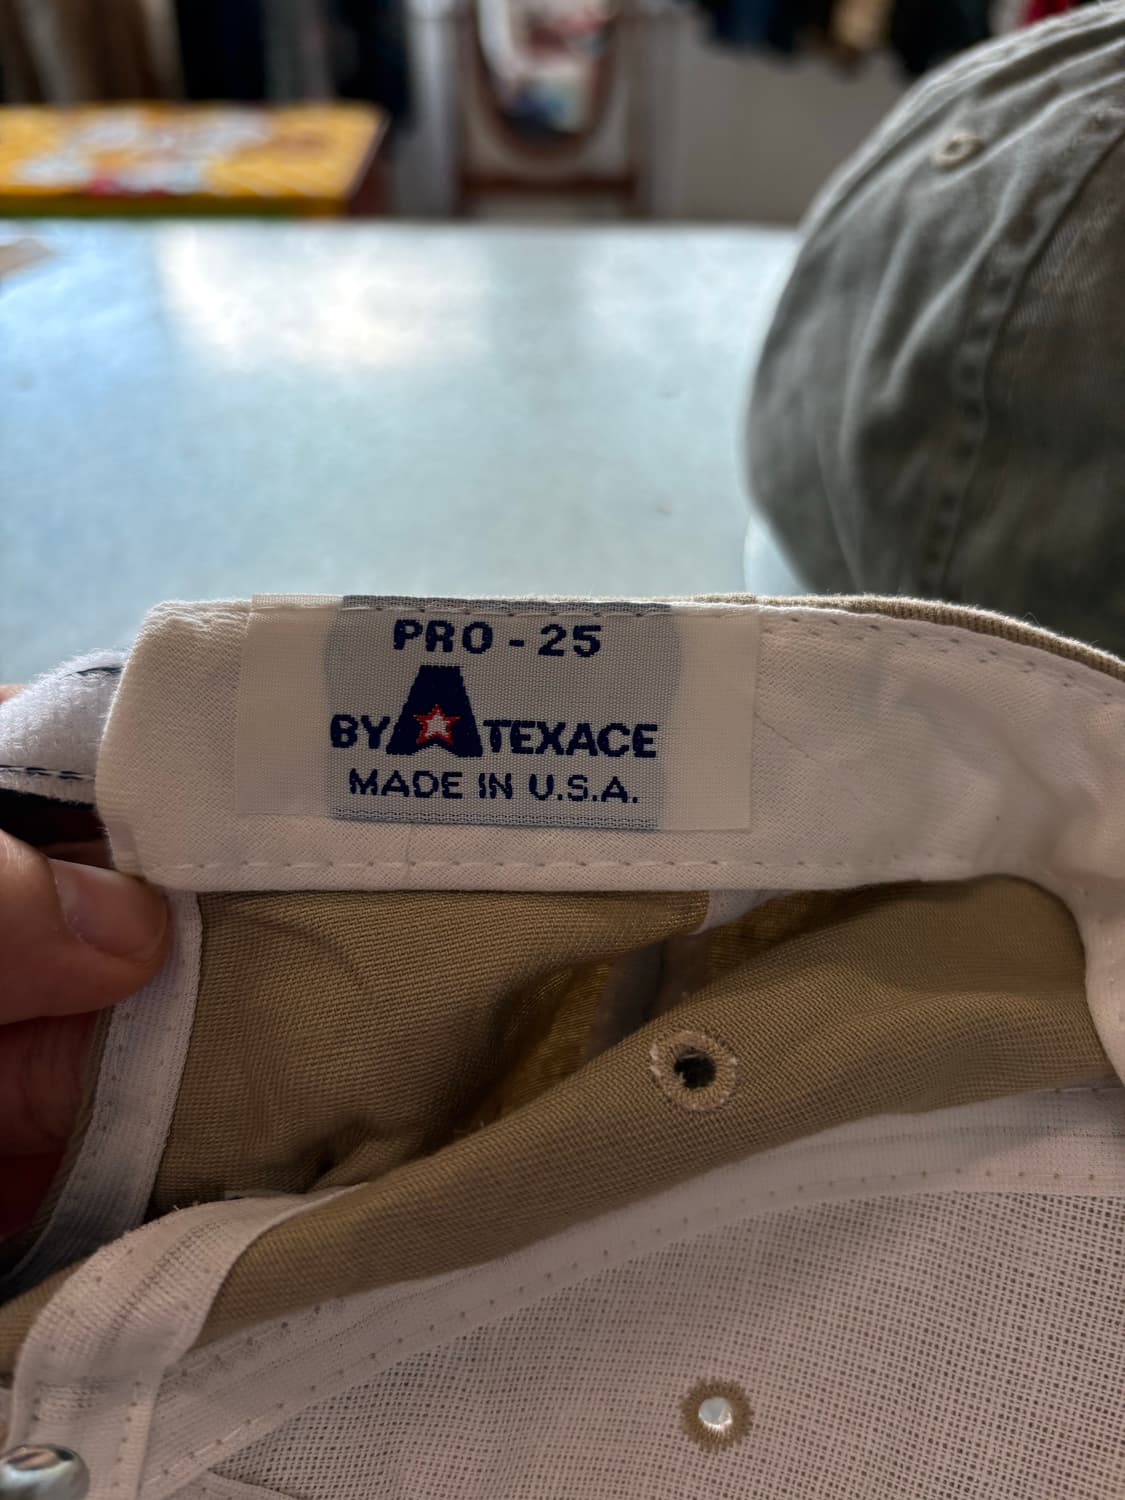 PRO - 25
BY A TEXACE
MADE IN U.S.A.